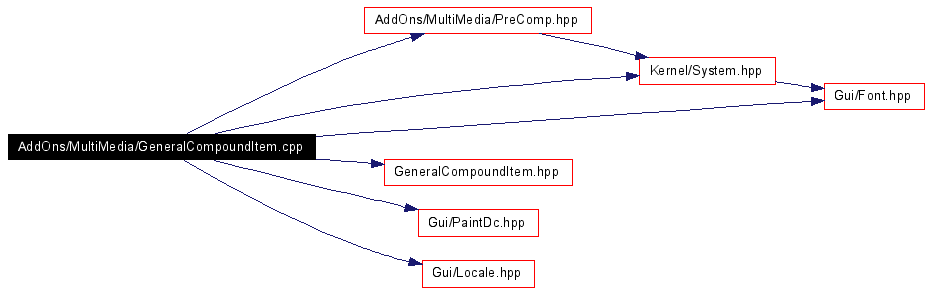 AddOns/MultiMedia/PreComp.hpp
Kernel/System.hpp
Gui/Font.hpp
AddOns/MultiMedia/GeneralCompoundItem.cpp
GeneralCompoundItem.hpp
Gui/PaintDc.hpp
Gui/Locale.hpp